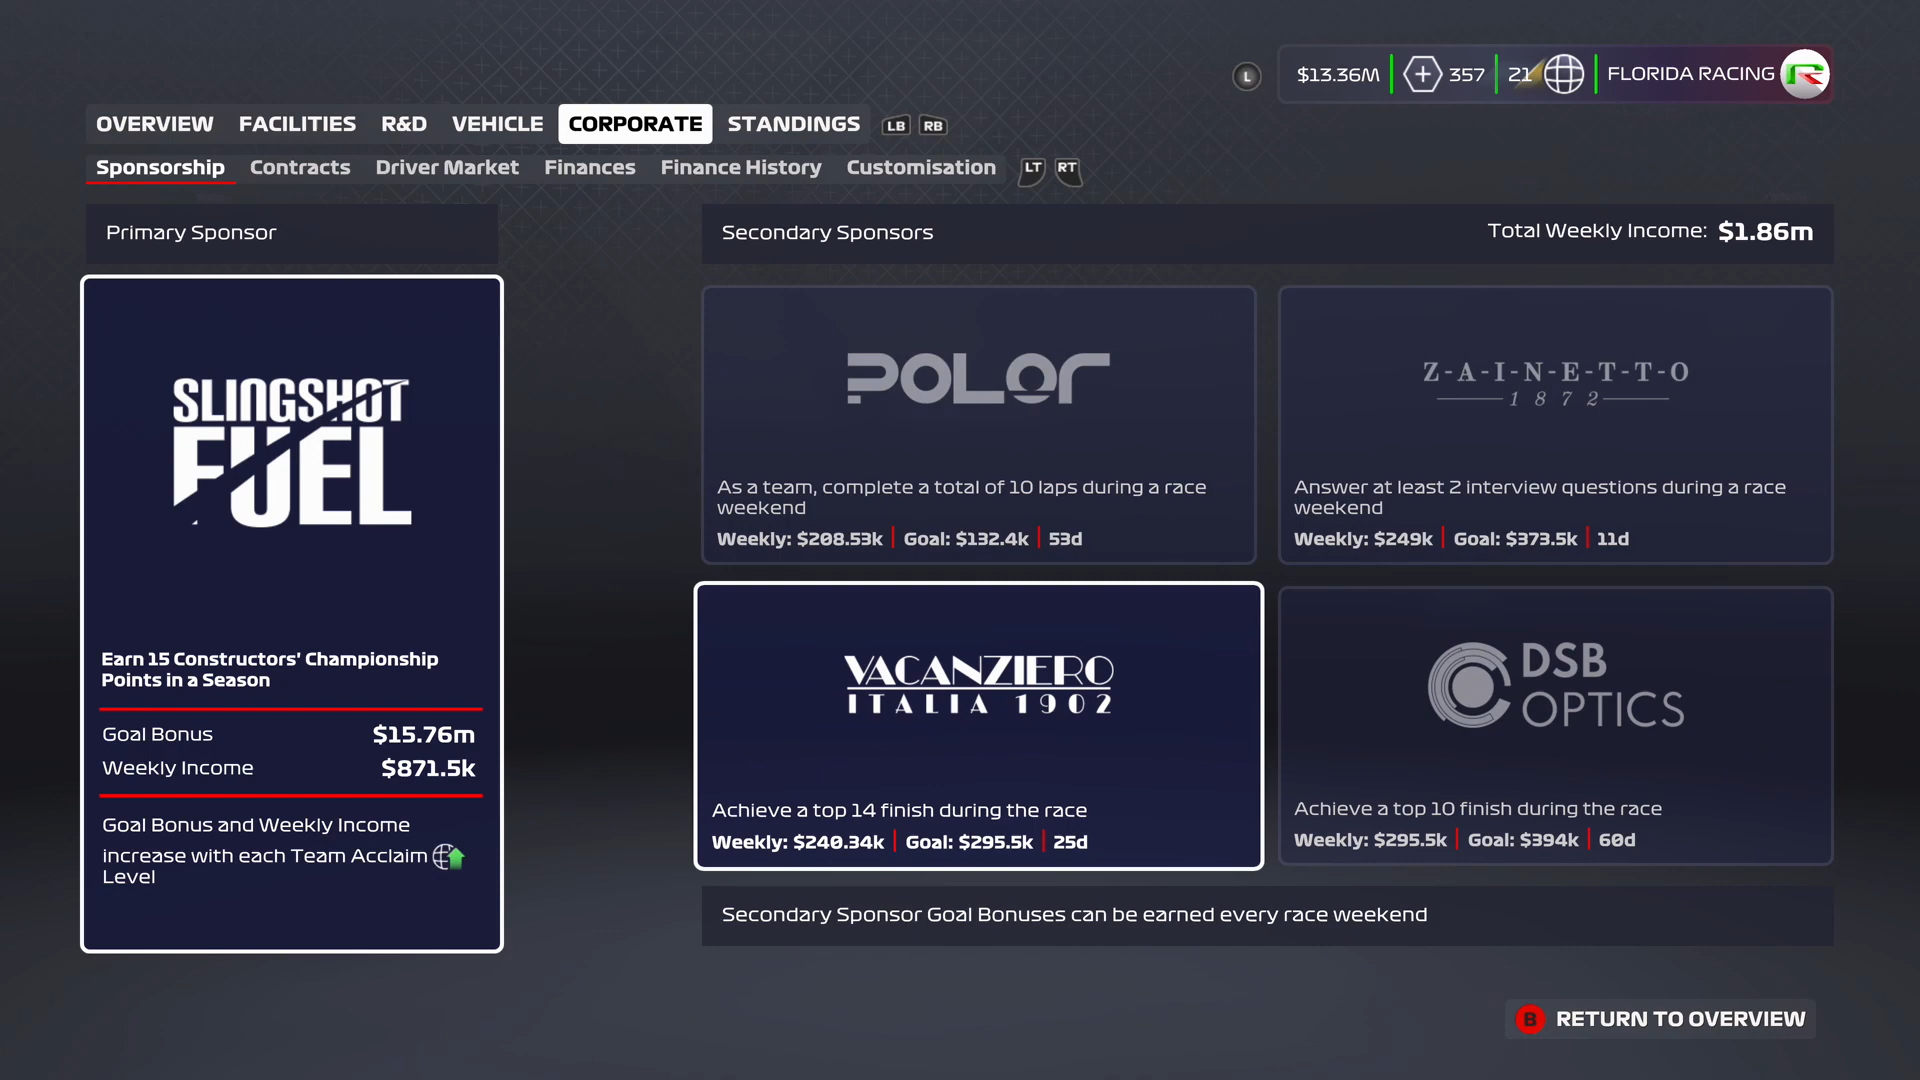 L
$13.36M
357
21
FLORIDA RACING
OVERVIEW
FACILITIES
R&D
VEHICLE
CORPORATE
STANDINGS
LB
RB
Sponsorship
Contracts
Driver Market
Finances
Finance History
Customisation
LT
RT
Primary Sponsor
SLINGSHOT
FUEL
Earn 15 Constructors' Championship
Points in a Season
Goal Bonus $15.76m
Weekly Income $871.5k
Goal Bonus and Weekly Income
increase with each Team Acclaim
Level
Secondary Sponsors
Total Weekly Income: $1.86m
POLOR
As a team, complete a total of 10 laps during a race
weekend
Weekly: $208.53k Goal: $132.4k 53d
Z-A-I-N-E-T-T-O
1872
Answer at least 2 interview questions during a race
weekend
Weekly: $249k Goal: $373.5k 11d
VACANZIERO
ITALIA 1902
Achieve a top 14 finish during the race
Weekly: $240.34k Goal: $295.5k 25d
DSB
OPTICS
Achieve a top 10 finish during the race
Weekly: $295.5k Goal: $394k 60d
Secondary Sponsor Goal Bonuses can be earned every race weekend
B RETURN TO OVERVIEW